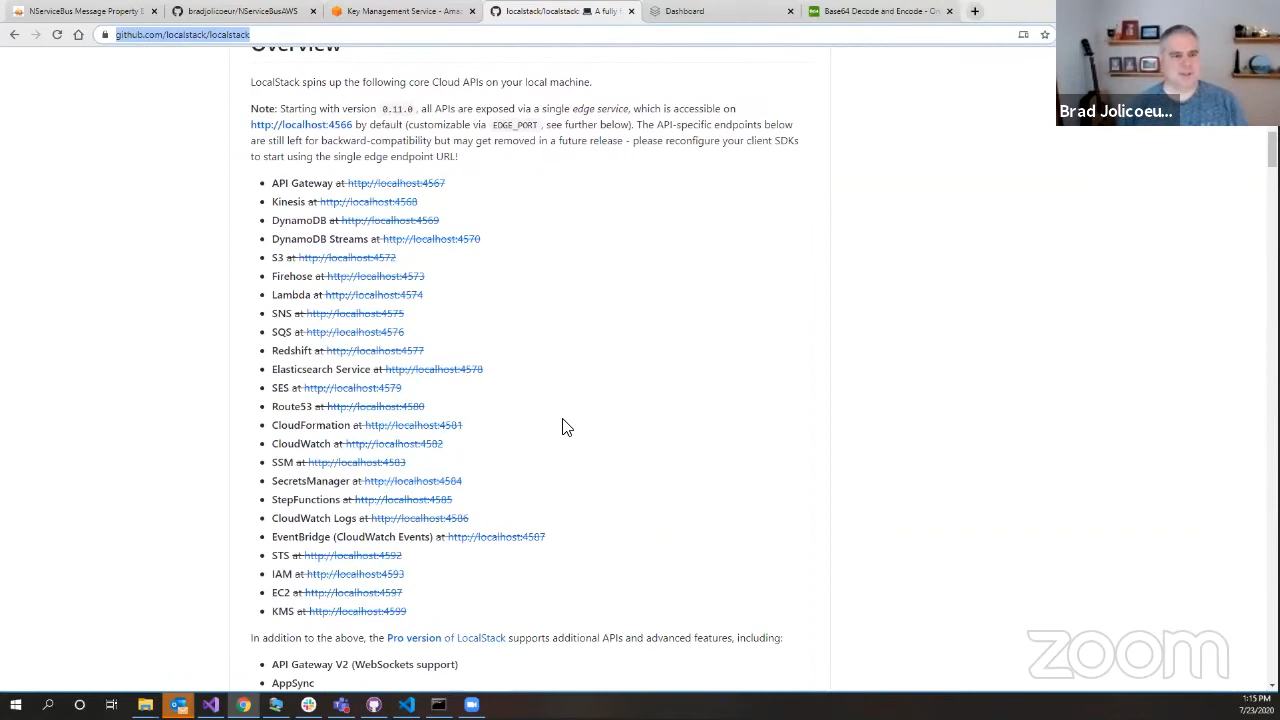 NServiceBus Message Property E
bradjolicoeur/NServiceBusAWS
Key Management Service - Amaz
localstack/localstack: A fully f
Dashboard
Base64 Decode and Encode - On
github.com/localstack/localstack
Overview
LocalStack spins up the following core Cloud APIs on your local machine.
Note: Starting with version 0.11.0, all APIs are exposed via a single edge service, which is accessible on
http://localhost:4566 by default (customizable via EDGE_PORT, see further below). The API-specific endpoints below
are still left for backward-compatibility but may get removed in a future release - please reconfigure your client SDKs
to start using the single edge endpoint URL!
API Gateway at http://localhost:4567
Kinesis at http://localhost:4568
DynamoDB at http://localhost:4569
DynamoDB Streams at http://localhost:4570
S3 at http://localhost:4572
Firehose at http://localhost:4573
Lambda at http://localhost:4574
SNS at http://localhost:4575
SQS at http://localhost:4576
Redshift at http://localhost:4577
Elasticsearch Service at http://localhost:4578
SES at http://localhost:4579
Route53 at http://localhost:4580
CloudFormation at http://localhost:4581
CloudWatch at http://localhost:4582
SSM at http://localhost:4583
SecretsManager at http://localhost:4584
StepFunctions at http://localhost:4585
CloudWatch Logs at http://localhost:4586
EventBridge (CloudWatch Events) at http://localhost:4587
STS at http://localhost:4592
IAM at http://localhost:4593
EC2 at http://localhost:4597
KMS at http://localhost:4599
In addition to the above, the Pro version of LocalStack supports additional APIs and advanced features, including:
API Gateway V2 (WebSockets support)
AppSync
Brad Jolicoeu...
zoom
1:15 PM
7/23/2020